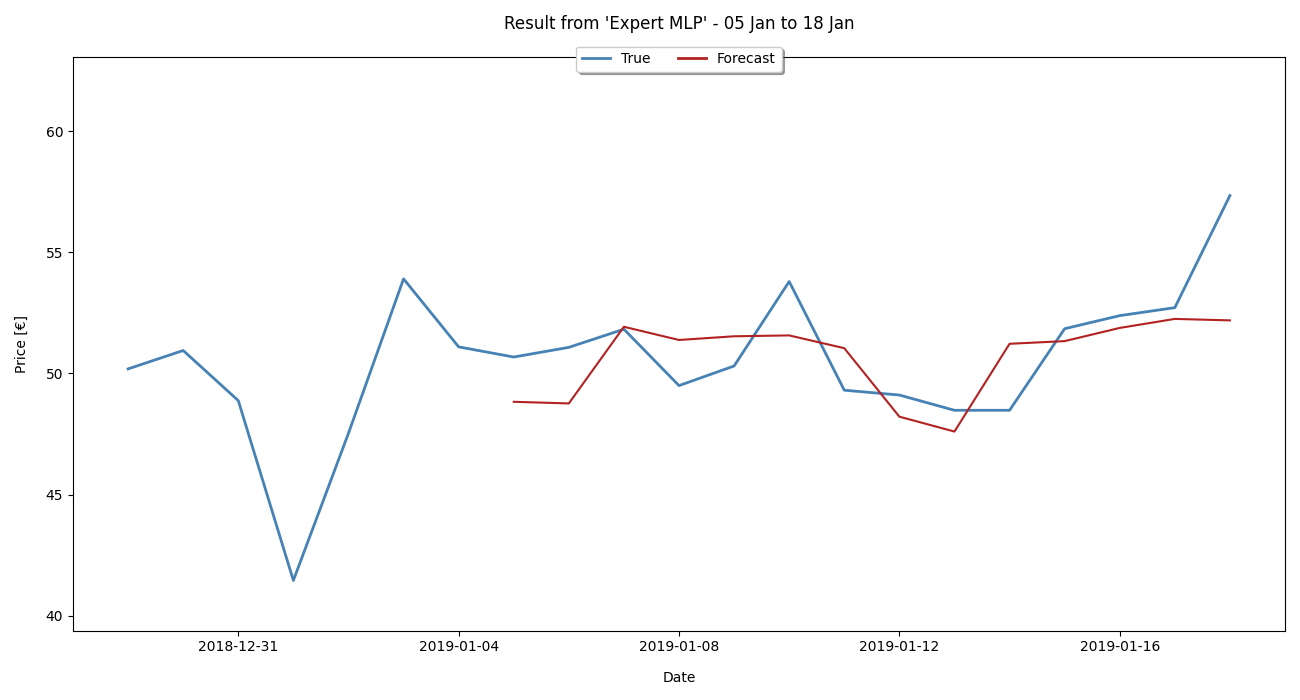 Result from 'Expert MLP' - 05 Jan to 18 Jan
True Forecast
Price [€]
60
55
50
45
40
2018-12-31 2019-01-04 2019-01-08 2019-01-12 2019-01-16
Date